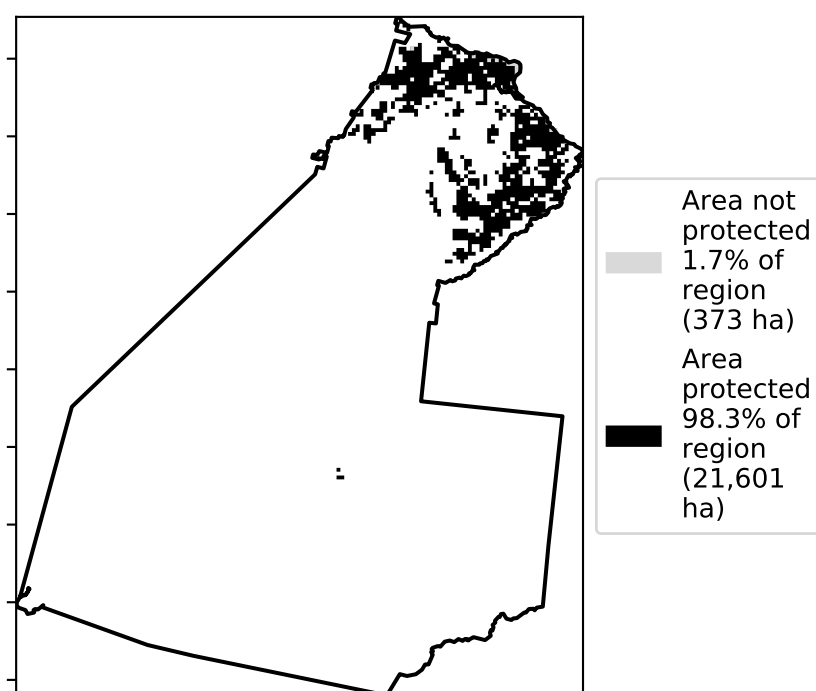 Area not
protected
1.7% of
region
(373 ha)
Area
protected
98.3% of
region
(21,601
ha)